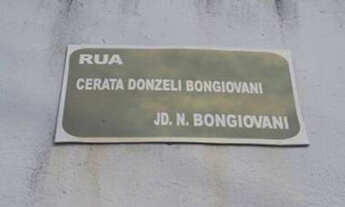 RUA
CERATA DONZELI BONGIOVANI
JD. N. BONGIOVANI